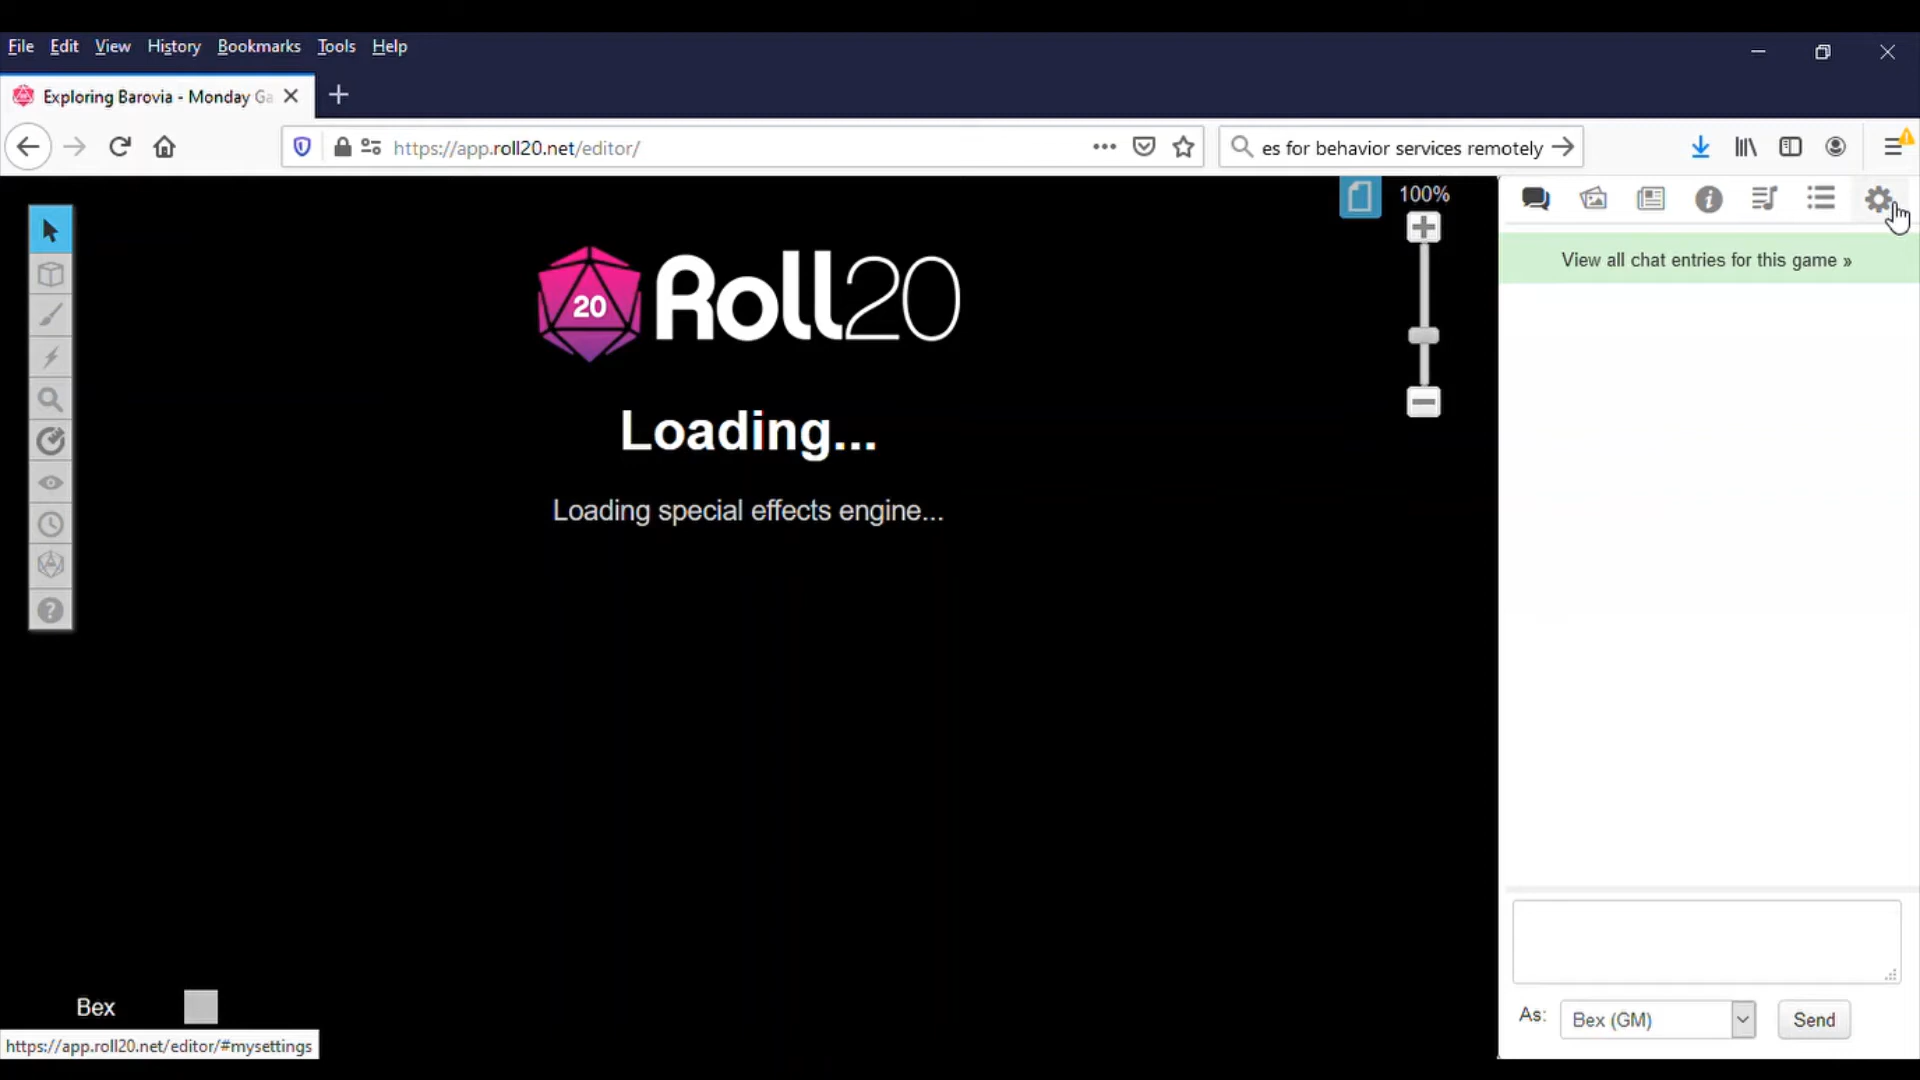 File Edit View History Bookmarks Tools Help
Exploring Barovia - Monday Ga
https://app.roll20.net/editor/
es for behavior services remotely
100%
20 Roll20
View all chat entries for this game »
Loading...
Loading special effects engine...
Bex
As: Bex (GM) Send
https://app.roll20.net/editor/#mysettings